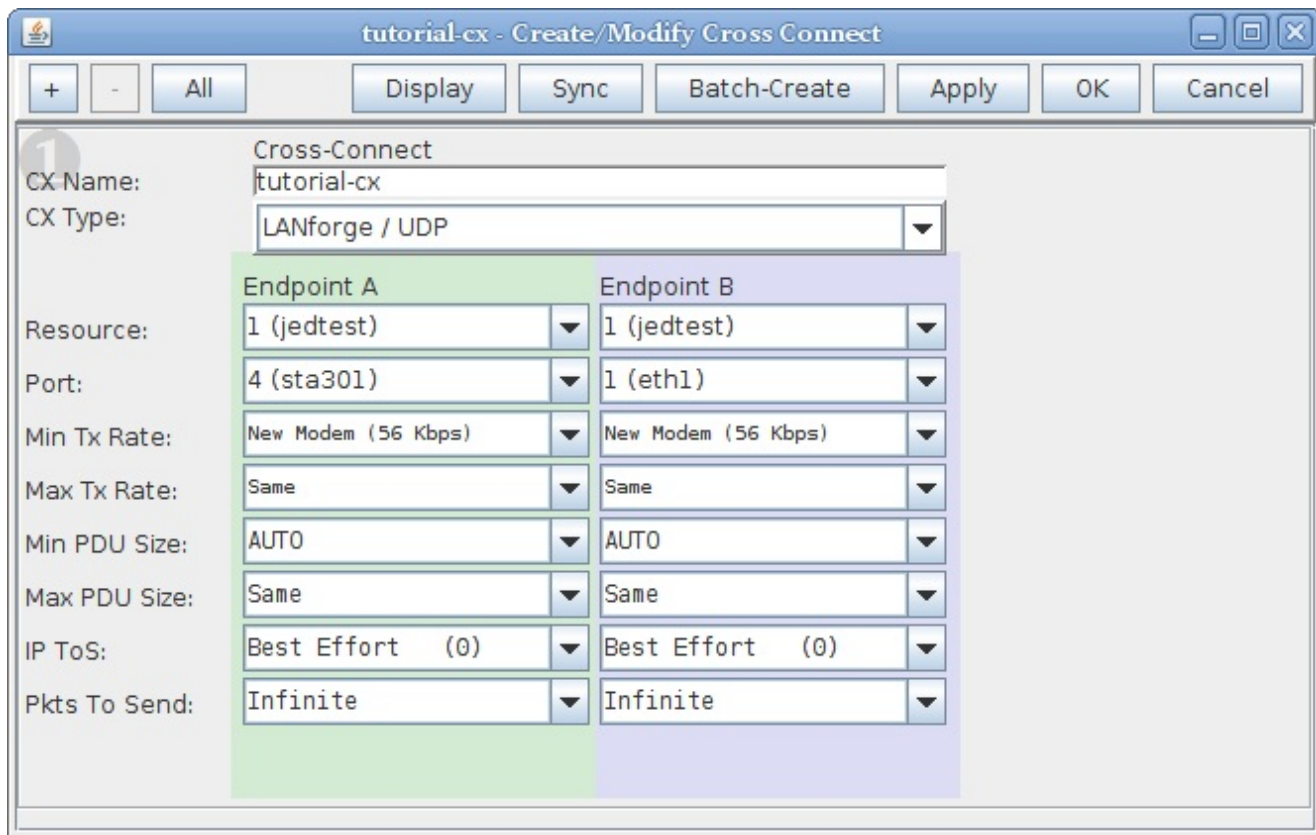 tutorial-cx - Create/Modify Cross Connect
+ - All Display Sync Batch-Create Apply OK Cancel
1
Cross-Connect
CX Name: tutorial-cx
CX Type: LANforge / UDP
Endpoint A Endpoint B
Resource: 1 (jedtest) 1 (jedtest)
Port: 4 (sta301) 1 (eth1)
Min Tx Rate: New Modem (56 Kbps) New Modem (56 Kbps)
Max Tx Rate: Same Same
Min PDU Size: AUTO AUTO
Max PDU Size: Same Same
IP ToS: Best Effort (0) Best Effort (0)
Pkts To Send: Infinite Infinite